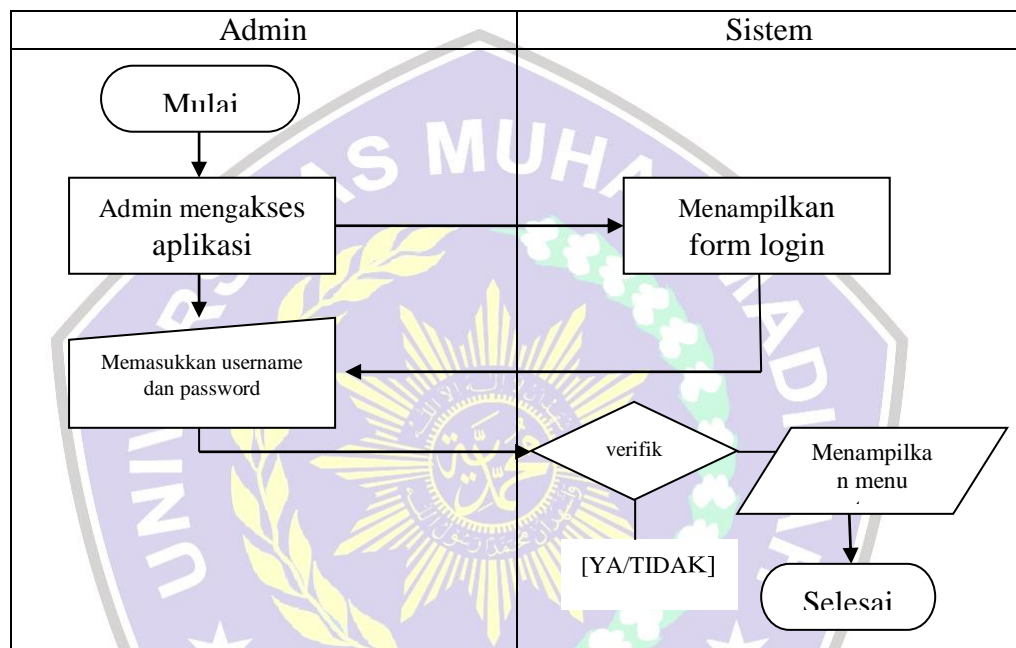 Admin
Sistem
Mulai
Admin mengakses
aplikasi
Menampilkan
form login
Memasukkan username
dan password
verifik
Menampilka
n menu
[YA/TIDAK]
Selesai